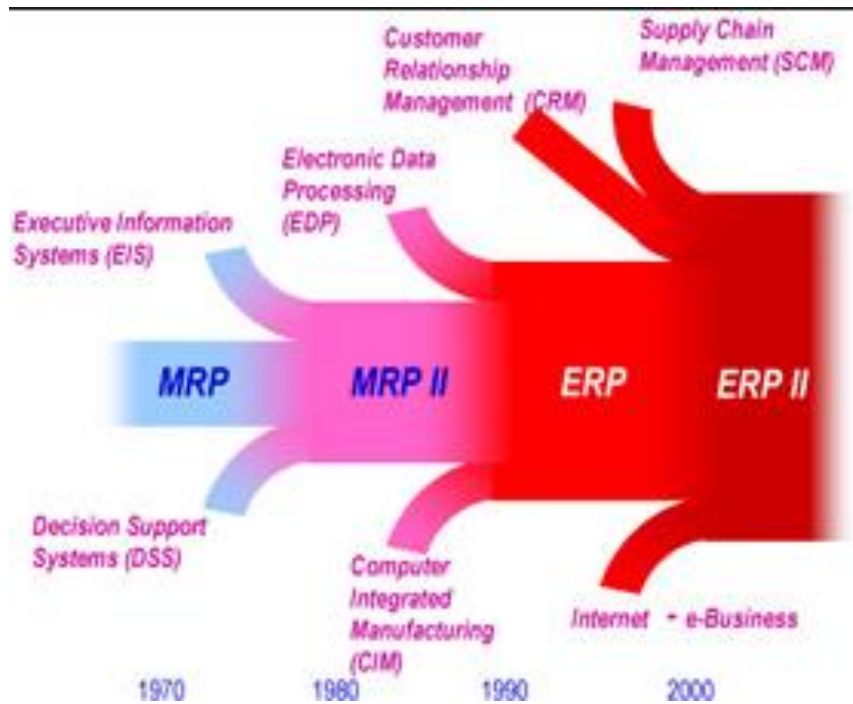 Customer
Relationship
Management (CRM)
Supply Chain
Management (SCM)
Electronic Data
Processing
(EDP)
Executive Information
Systems (EIS)
MRP
MRP II
ERP
ERP II
Decision Support
Systems (DSS)
Computer
Integrated
Manufacturing
(CIM)
Internet - e-Business
1970
1980
1990
2000